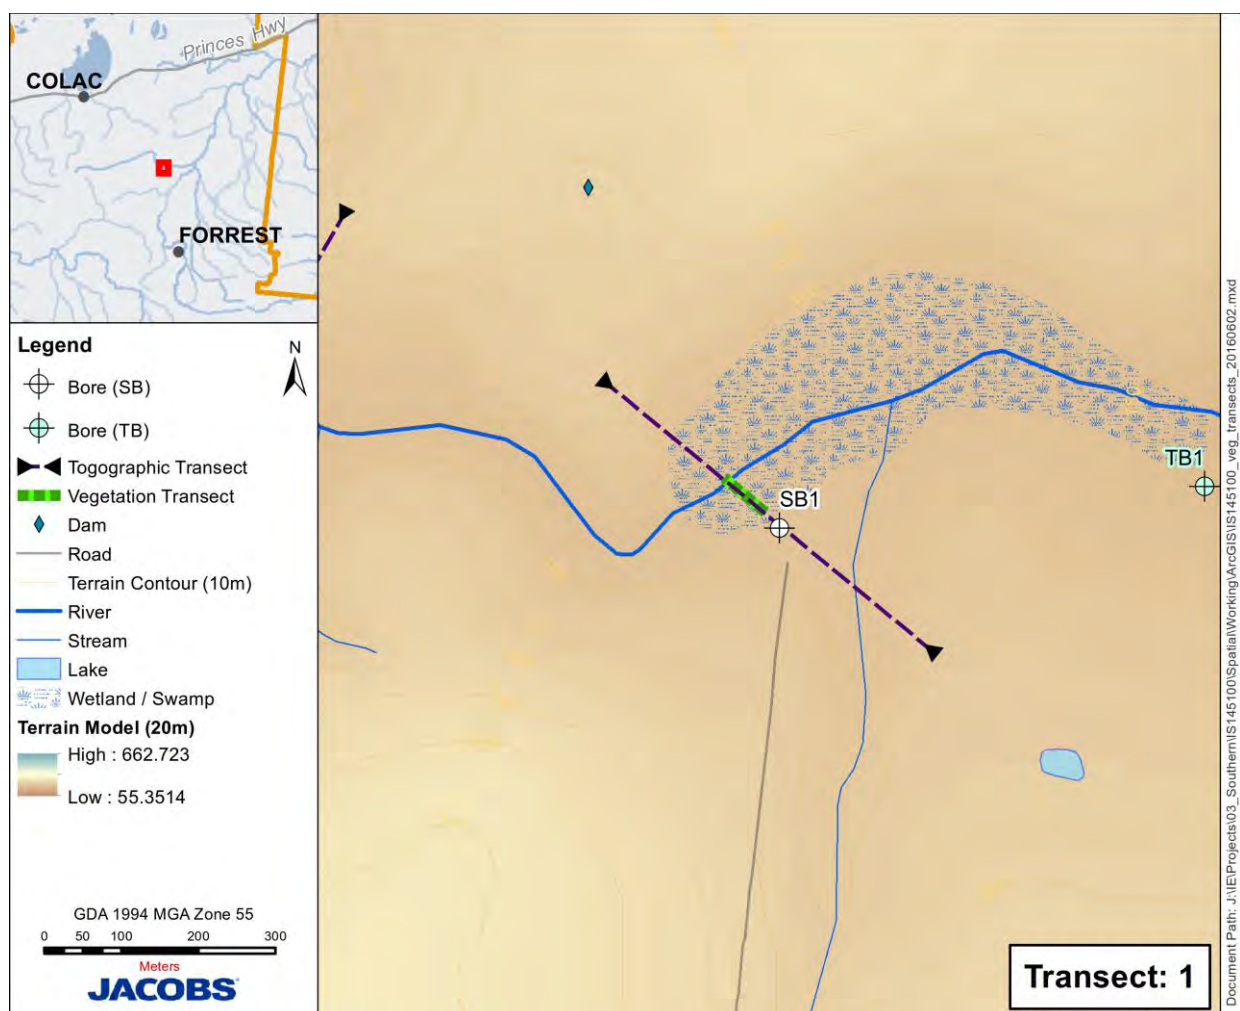 Princes Hwy
COLAC
FORREST
Legend
N
Bore (SB)
Bore (TB)
Togographic Transect
Vegetation Transect
Dam
Road
Terrain Contour (10m)
River
Stream
Lake
Wetland / Swamp
Terrain Model (20m)
High : 662.723
Low : 55.3514
GDA 1994 MGA Zone 55
0 50 100 200 300
Meters
JACOBS
SB1
TB1
Transect: 1
Document Path: J:\IE\Projects\03_Southern\IS145100\Spatial\Working\ArcGIS\IS145100_veg_transects_20160602.mxd